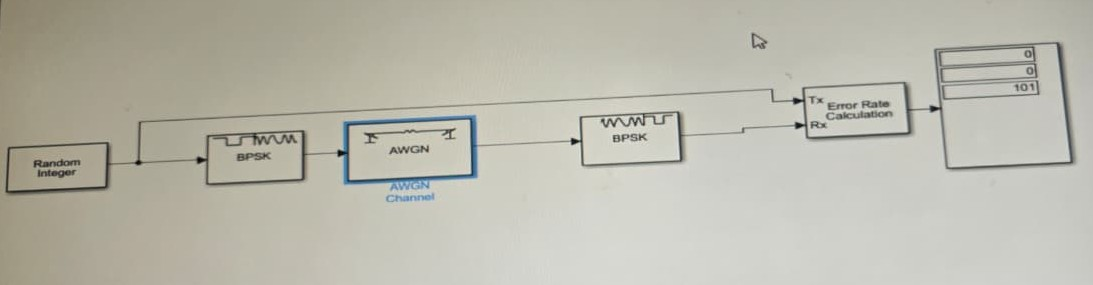 Random
Integer
BPSK
AWGN
AWGN
Channel
BPSK
Tx
Rx
Error Rate
Calculation
0
0
101